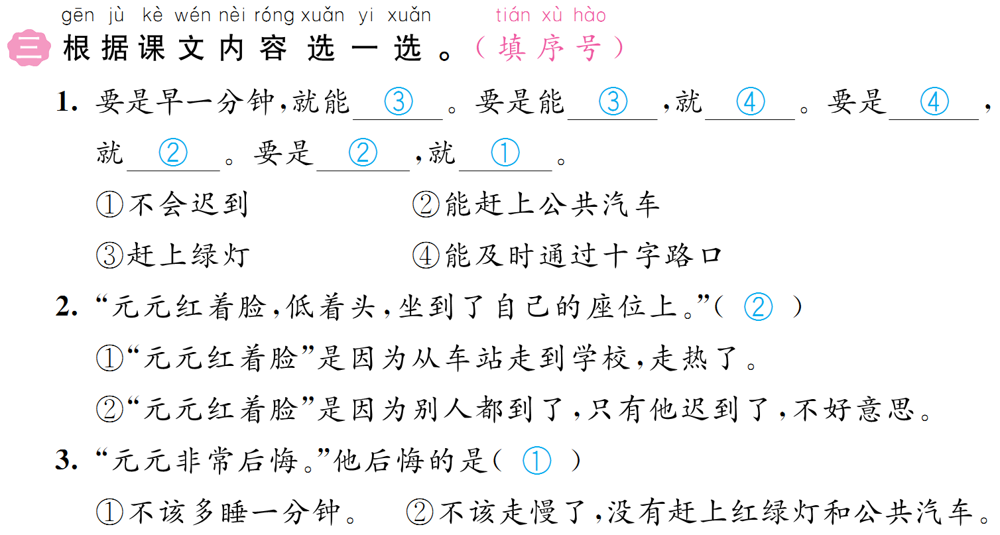 gēn jù kè wén nèi róng xuǎn yi xuǎn tián xù hào
三 根据课文内容选一选。(填序号)
1. 要是早一分钟,就能 ③ 。要是能 ③ ,就 ④ 。要是 ④ ,
就 ② 。要是 ② ,就 ① 。
①不会迟到 ②能赶上公共汽车
③赶上绿灯 ④能及时通过十字路口
2. “元元红着脸,低着头,坐到了自己的座位上。”( ② )
①“元元红着脸”是因为从车站走到学校,走热了。
②“元元红着脸”是因为别人都到了,只有他迟到了,不好意思。
3. “元元非常后悔。”他后悔的是( ① )
①不该多睡一分钟。 ②不该走慢了,没有赶上红绿灯和公共汽车。